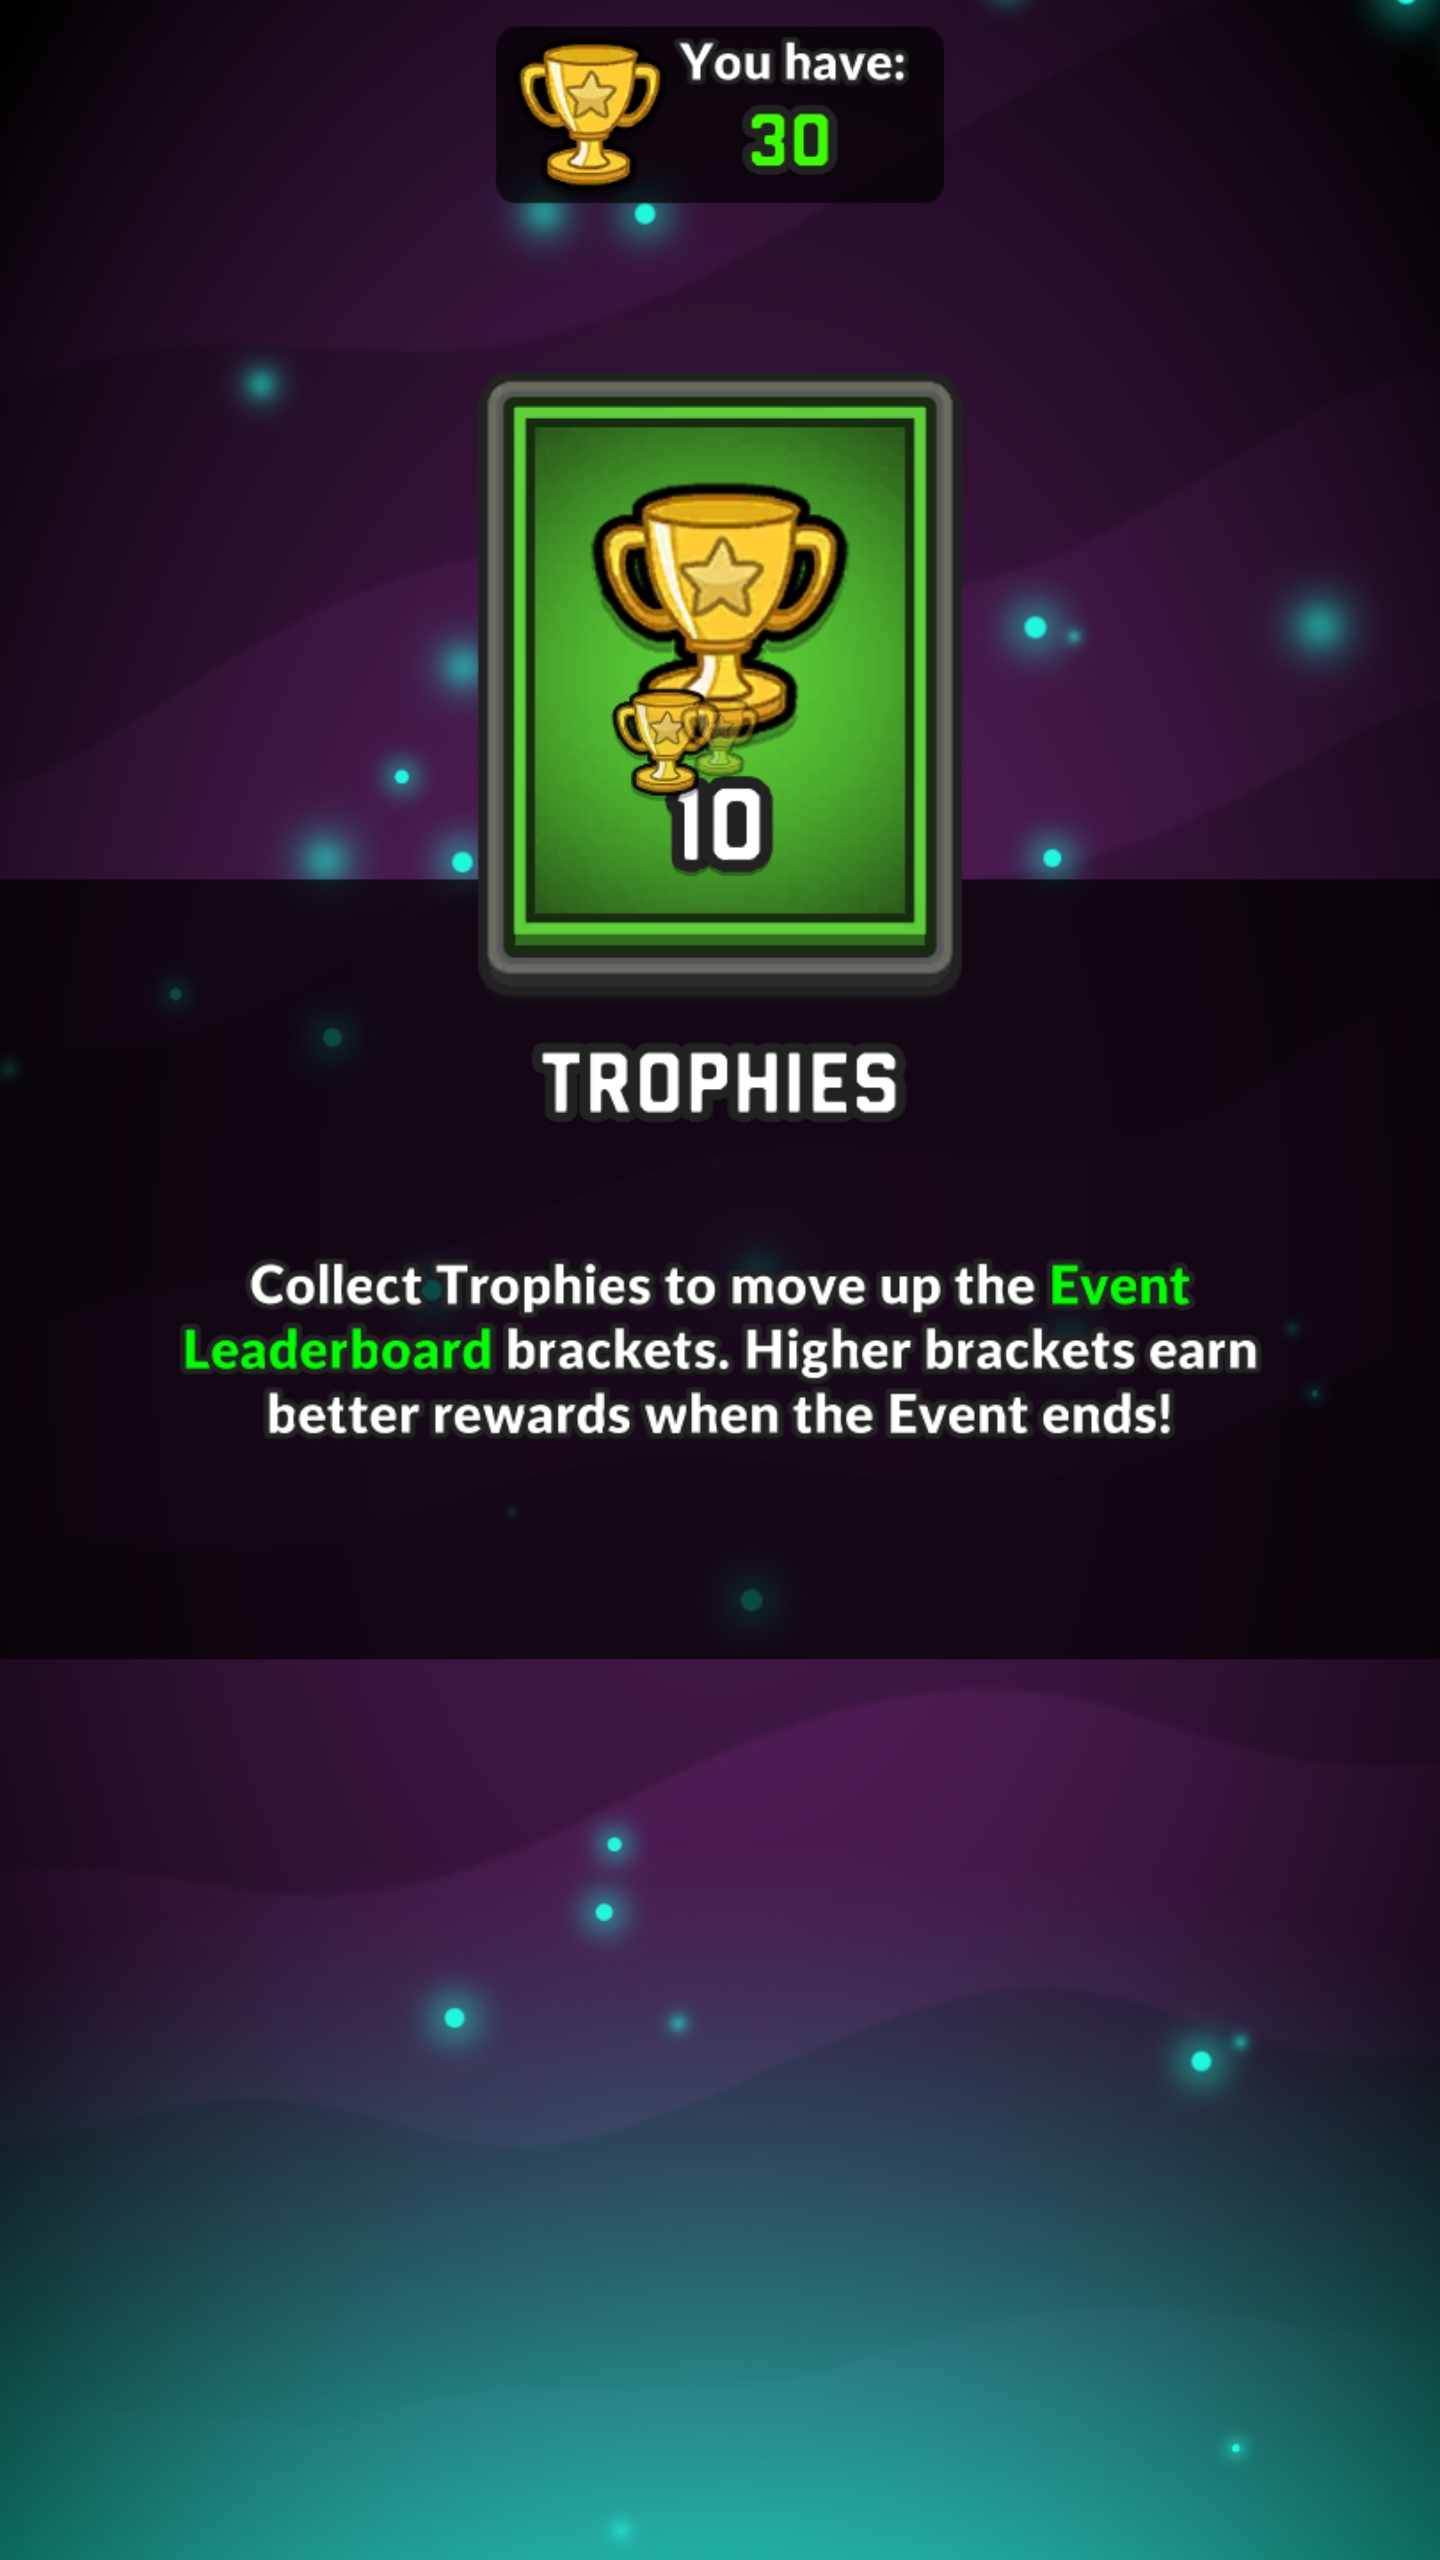 You have:
30
10
TROPHIES
Collect Trophies to move up the Event
Leaderboard brackets. Higher brackets earn
better rewards when the Event ends!